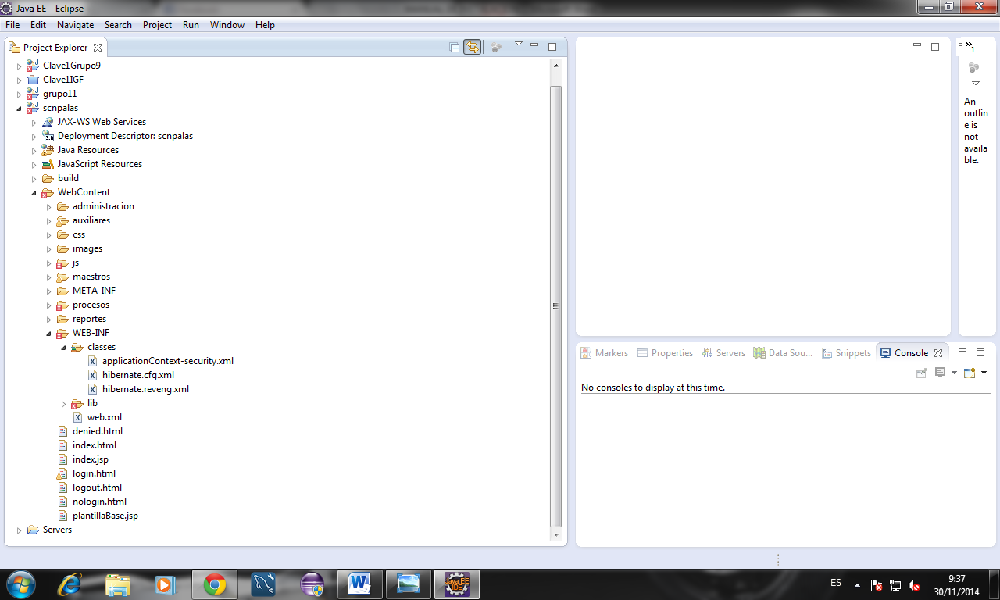 Java EE - Eclipse
File Edit Navigate Search Project Run Window Help
Project Explorer
Clave1Grupo9
Clave1IGF
grupo11
scnpalas
JAX-WS Web Services
3.0 Deployment Descriptor: scnpalas
Java Resources
JavaScript Resources
build
WebContent
administracion
auxiliares
css
images
js
maestros
META-INF
procesos
reportes
WEB-INF
classes
applicationContext-security.xml
hibernate.cfg.xml
hibernate.reveng.xml
lib
web.xml
denied.html
index.html
index.jsp
login.html
logout.html
nologin.html
plantillaBase.jsp
Servers
»1
An
outlin
e is
not
availa
ble.
Markers Properties Servers Data Sou... Snippets Console
No consoles to display at this time.
Java EE
IDE
ES
9:37
30/11/2014